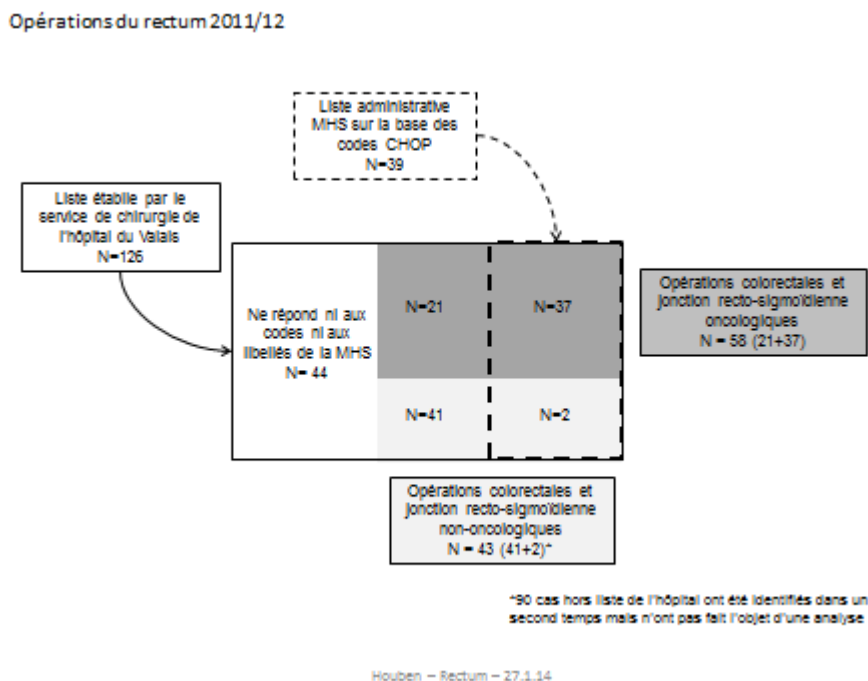 Opérations du rectum 2011/12
Liste administrative
MHS sur la base des
codes CHOP
N=39
Liste établie par le
service de chirurgie de
l'hôpital du Valais
N=126
Ne répond ni aux
codes ni aux
libellés de la MHS
N= 44
N=21
N=37
N=41
N=2
Opérations colorectales et
jonction recto-sigmoïdienne
oncologiques
N = 58 (21+37)
Opérations colorectales et
jonction recto-sigmoïdienne
non-oncologiques
N = 43 (41+2)*
*90 cas hors liste de l'hôpital ont été identifiés dans un
second temps mais n'ont pas fait l'objet d'une analyse
Houben – Rectum – 27.1.14